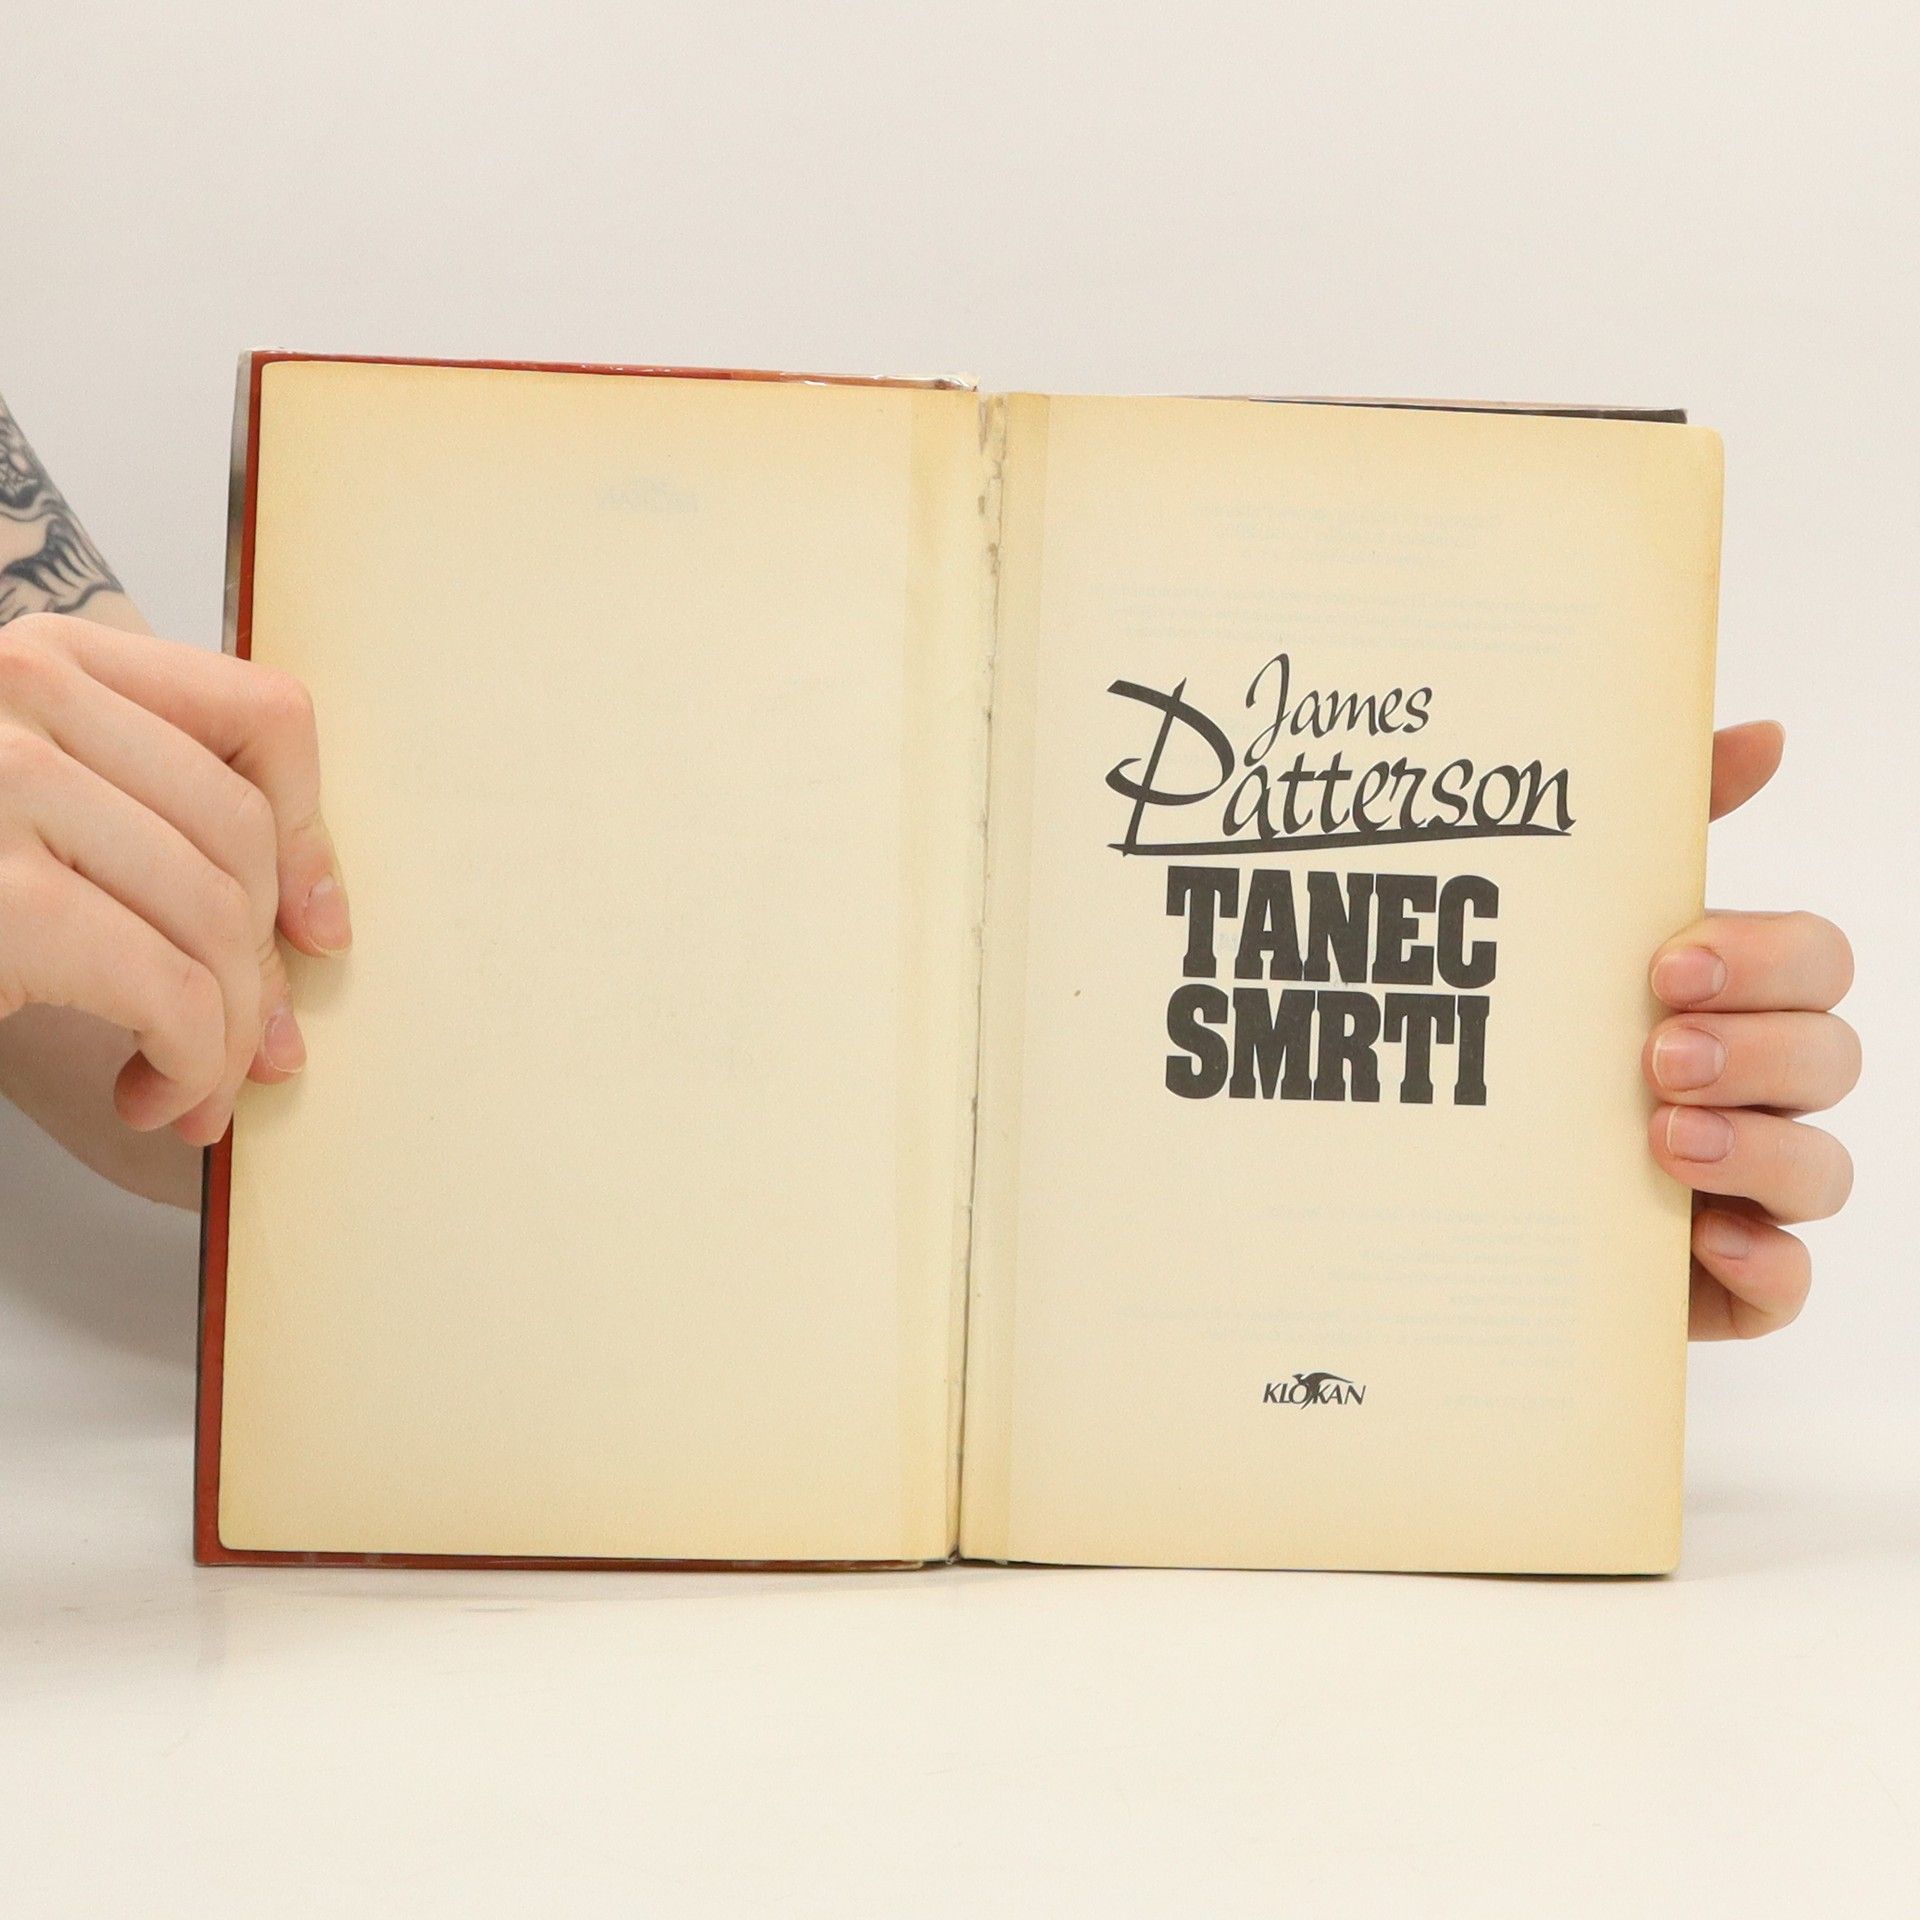 James
Patterson
TANEC
SMRTI
KLOKAN